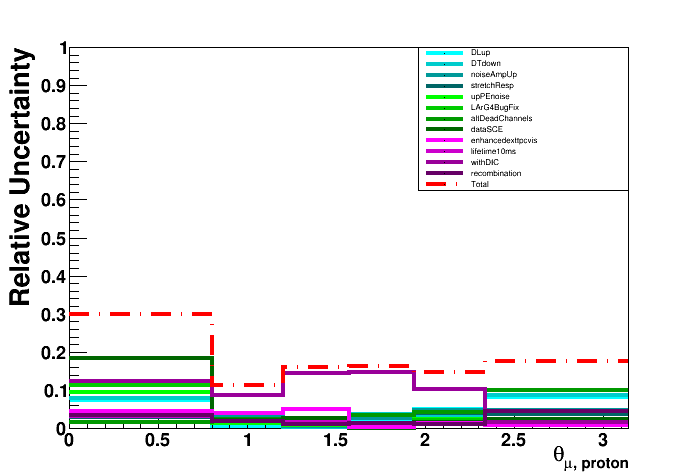 Relative Uncertainty
1
0.9
0.8
0.7
0.6
0.5
0.4
0.3
0.2
0.1
0
0 0.5 1 1.5 2 2.5 3
θμ, proton
DLup
DTdown
noiseAmpUp
stretchResp
upPEnoise
LArG4BugFix
altDeadChannels
dataSCE
enhancedexttpcvis
lifetime10ms
withDIC
recombination
Total